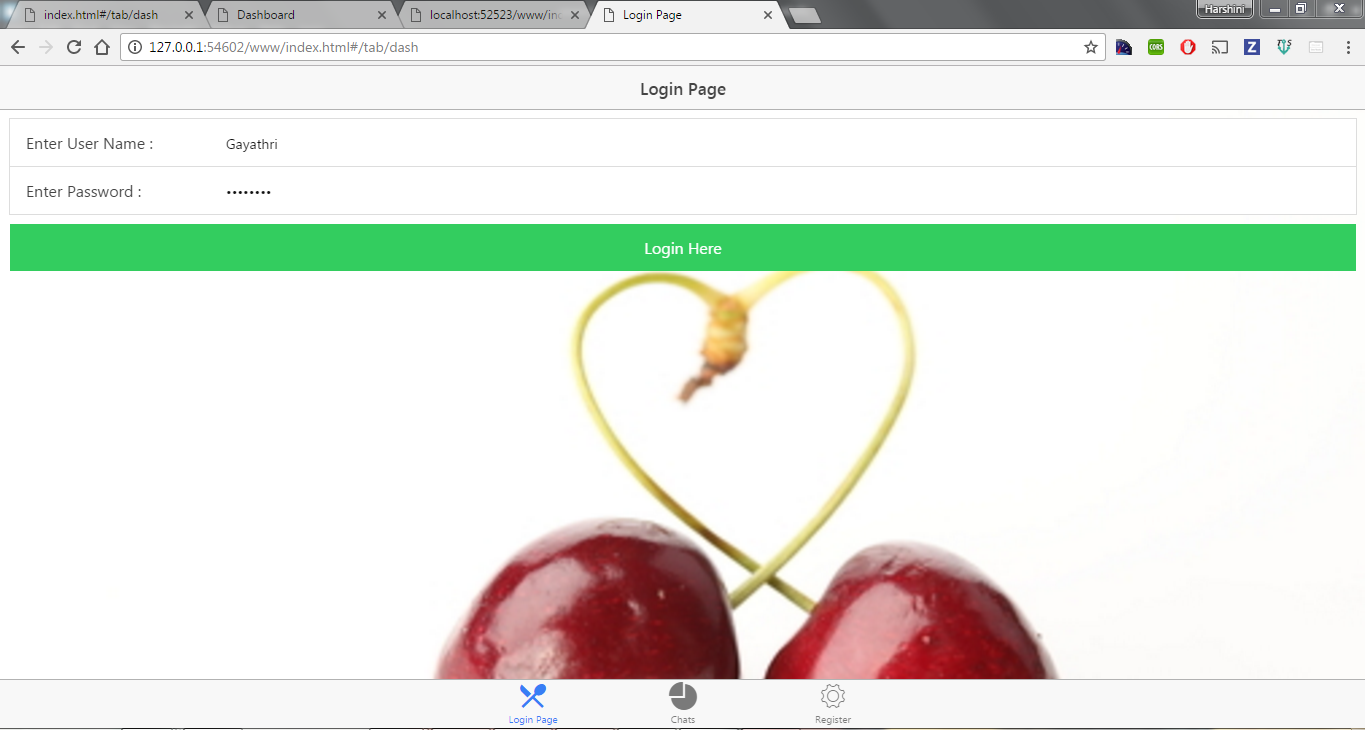 index.html#/tab/dash
Dashboard
localhost:52523/www/in
Login Page
Harshini
127.0.0.1:54602/www/index.html#/tab/dash
CORS
Z
Login Page
Enter User Name :
Gayathri
Enter Password :
••••••••
Login Here
Login Page
Chats
Register